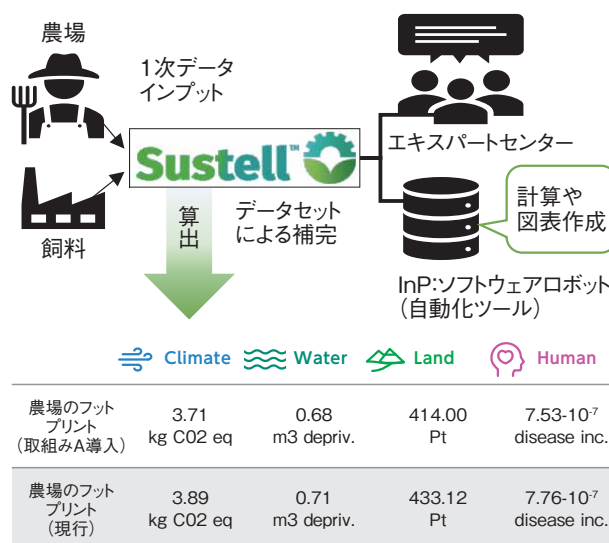 農場
1次データ
インプット
Sustell™
飼料
算出
データセット
による補完
エキスパートセンター
計算や
図表作成
InP:ソフトウェアロボット
（自動化ツール）
Climate Water Land Human
農場のフット
プリント
（取組みA導入）
3.71
kg C02 eq
0.68
m3 depriv.
414.00
Pt
7.53-10⁻⁷
disease inc.
農場のフット
プリント
（現行）
3.89
kg C02 eq
0.71
m3 depriv.
433.12
Pt
7.76-10⁻⁷
disease inc.